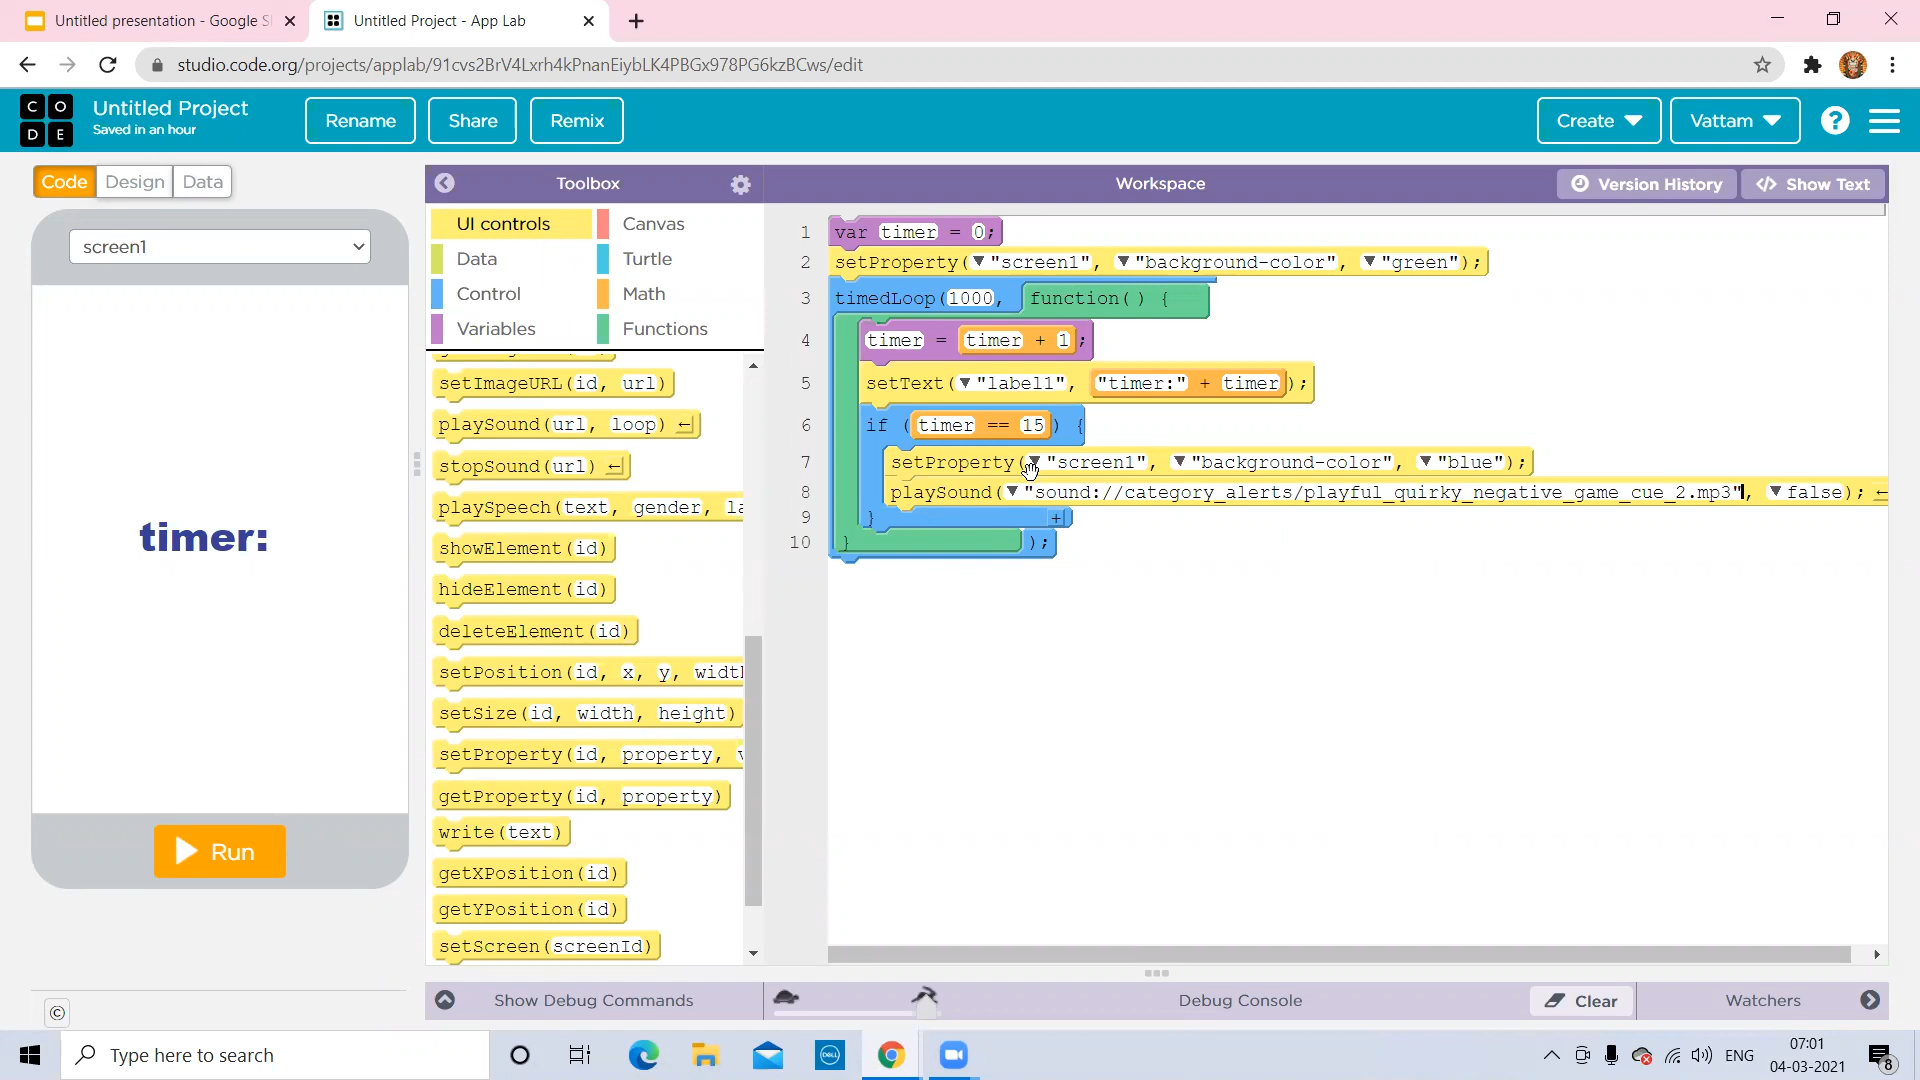 Untitled presentation - Google S
Untitled Project - App Lab
studio.code.org/projects/applab/91cvs2BrV4Lxrh4kPnanEiybLK4PBGx978PG6kzBCws/edit
C O
D E
Untitled Project
Saved in an hour
Rename
Share
Remix
Create
Vattam
?
Code
Design
Data
Toolbox
Workspace
Version History
</> Show Text
screen1
timer:
Run
©
UI controls
Canvas
Data
Turtle
Control
Math
Variables
Functions
setImageURL(id, url)
playSound(url, loop)
stopSound(url)
playSpeech(text, gender, la
showElement(id)
hideElement(id)
deleteElement(id)
setPosition(id, x, y, widt
setSize(id, width, height)
setProperty(id, property, v
getProperty(id, property)
write(text)
getXPosition(id)
getYPosition(id)
setScreen(screenId)
1 var timer = 0;
2 setProperty("screen1", "background-color", "green");
3 timedLoop(1000, function() {
4 timer = timer + 1;
5 setText("label1", "timer:" + timer);
6 if (timer == 15) {
7 setProperty("screen1", "background-color", "blue");
8 playSound("sound://category_alerts/playful_quirky_negative_game_cue_2.mp3", false);
9 } +
10 } );
Show Debug Commands
Debug Console
Clear
Watchers
Type here to search
DELL
ENG
07:01
04-03-2021
8